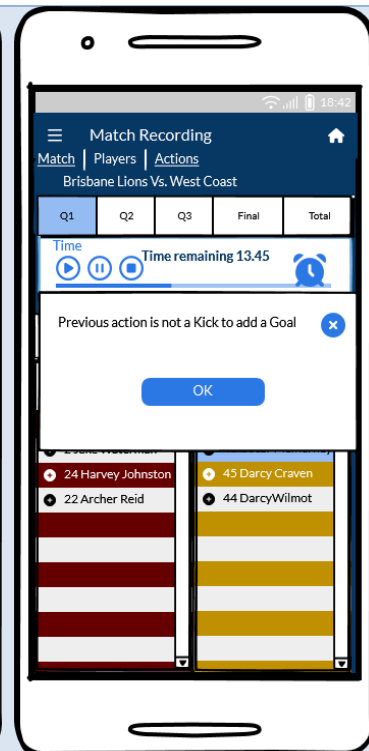 18:42
Match Recording
Match | Players | Actions
Brisbane Lions Vs. West Coast
Q1 Q2 Q3 Final Total
Time
Time remaining 13.45
Previous action is not a Kick to add a Goal
OK
24 Harvey Johnston 45 Darcy Craven
22 Archer Reid 44 DarcyWilmot